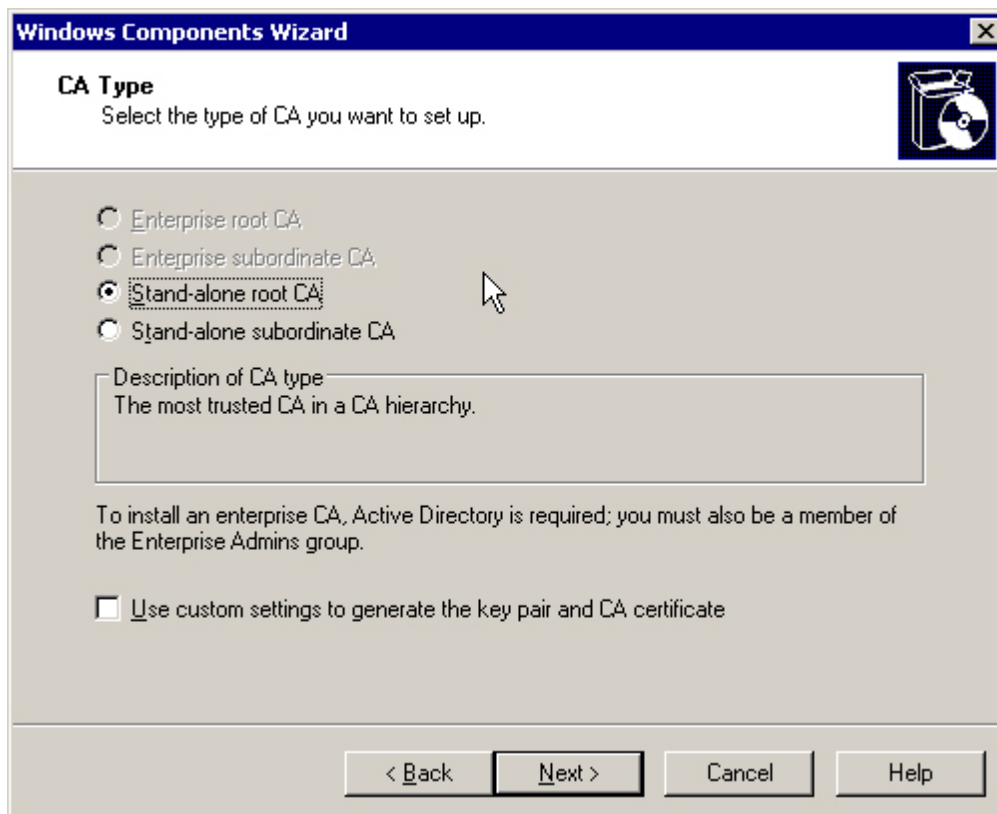 Windows Components Wizard
CA Type
Select the type of CA you want to set up.
Enterprise root CA
Enterprise subordinate CA
Stand-alone root CA
Stand-alone subordinate CA
Description of CA type
The most trusted CA in a CA hierarchy.
To install an enterprise CA, Active Directory is required; you must also be a member of
the Enterprise Admins group.
Use custom settings to generate the key pair and CA certificate
< Back Next > Cancel Help